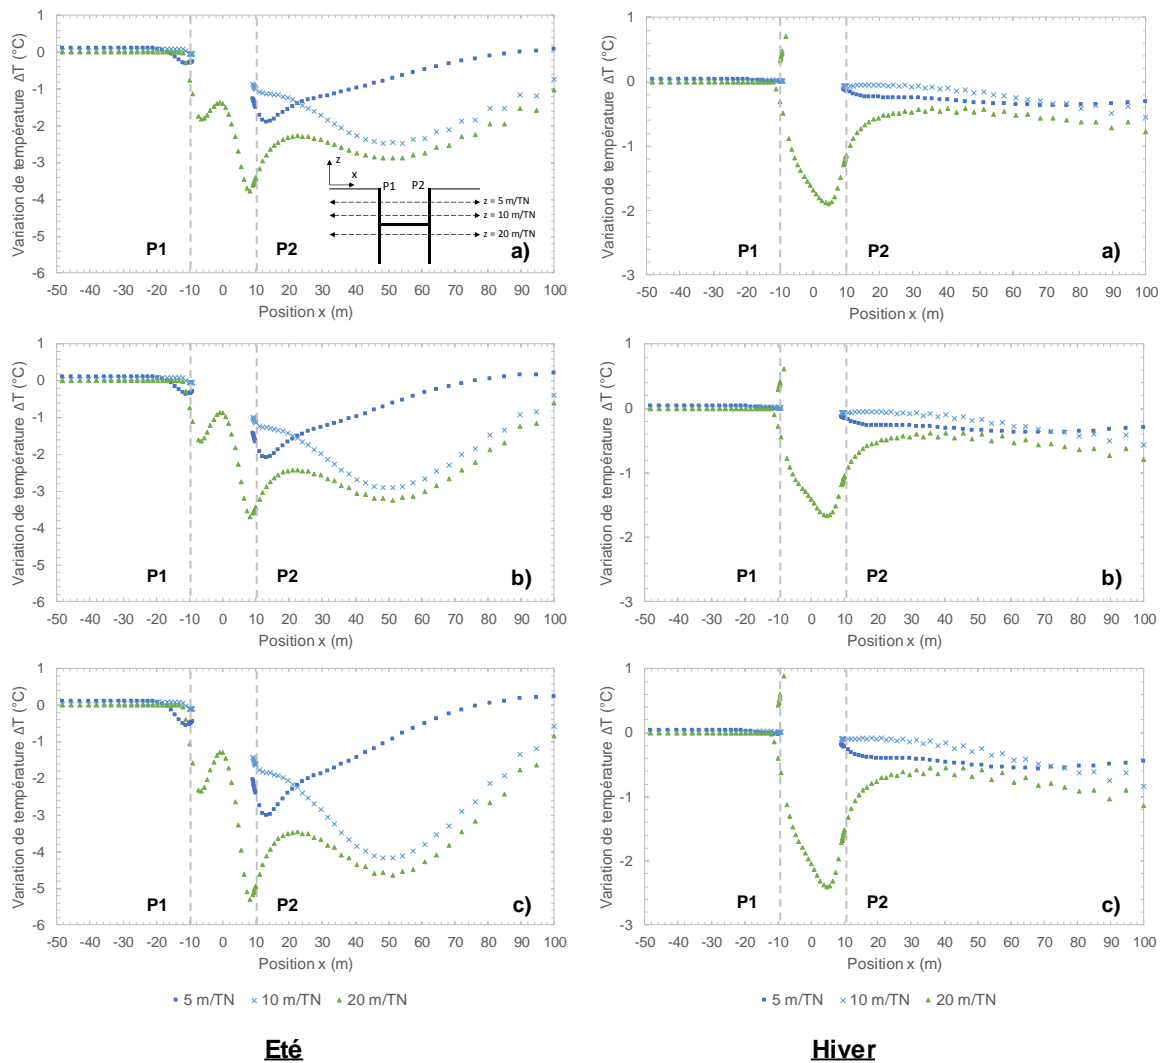 Variation de température ΔT (°C)
1
0
-1
-2
-3
-4
-5
-6
z
x
P1
P2
z = 5 m/TN
z = 10 m/TN
z = 20 m/TN
P1
P2
a)
-50 -40 -30 -20 -10 0 10 20 30 40 50 60 70 80 90 100
Position x (m)
Variation de température ΔT (°C)
1
0
-1
-2
-3
P1
P2
a)
-50 -40 -30 -20 -10 0 10 20 30 40 50 60 70 80 90 100
Position x (m)
Variation de température ΔT (°C)
1
0
-1
-2
-3
-4
-5
-6
P1
P2
b)
-50 -40 -30 -20 -10 0 10 20 30 40 50 60 70 80 90 100
Position x (m)
Variation de température ΔT (°C)
1
0
-1
-2
-3
P1
P2
b)
-50 -40 -30 -20 -10 0 10 20 30 40 50 60 70 80 90 100
Position x (m)
Variation de température ΔT (°C)
1
0
-1
-2
-3
-4
-5
-6
P1
P2
c)
-50 -40 -30 -20 -10 0 10 20 30 40 50 60 70 80 90 100
Position x (m)
Variation de température ΔT (°C)
1
0
-1
-2
-3
P1
P2
c)
-50 -40 -30 -20 -10 0 10 20 30 40 50 60 70 80 90 100
Position x (m)
5 m/TN 10 m/TN 20 m/TN
5 m/TN 10 m/TN 20 m/TN
Eté
Hiver